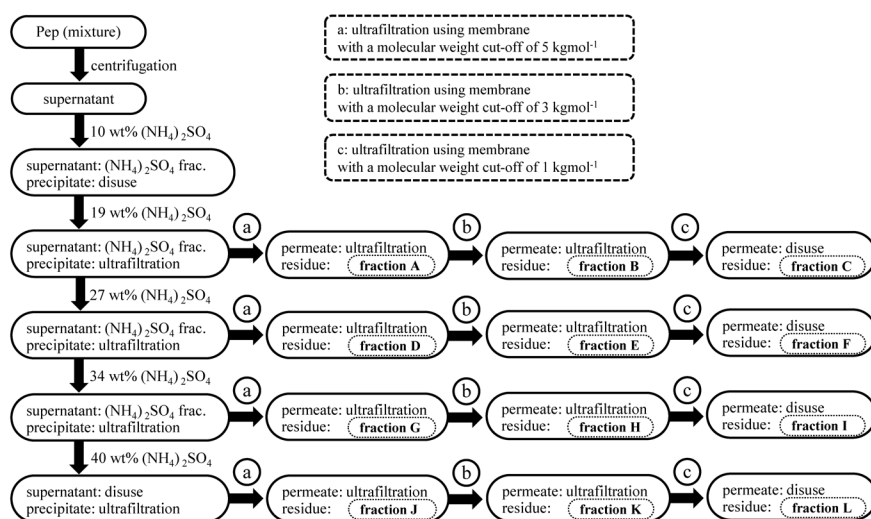 Pep (mixture)
centrifugation
supernatant
10 wt% (NH₄)₂SO₄
supernatant: (NH₄)₂SO₄ frac.
precipitate: disuse
a: ultrafiltration using membrane
with a molecular weight cut-off of 5 kgmol⁻¹
b: ultrafiltration using membrane
with a molecular weight cut-off of 3 kgmol⁻¹
c: ultrafiltration using membrane
with a molecular weight cut-off of 1 kgmol⁻¹
19 wt% (NH₄)₂SO₄
supernatant: (NH₄)₂SO₄ frac.
precipitate: ultrafiltration
a
permeate: ultrafiltration
residue: fraction A
b
permeate: ultrafiltration
residue: fraction B
c
permeate: disuse
residue: fraction C
27 wt% (NH₄)₂SO₄
supernatant: (NH₄)₂SO₄ frac.
precipitate: ultrafiltration
a
permeate: ultrafiltration
residue: fraction D
b
permeate: ultrafiltration
residue: fraction E
c
permeate: disuse
residue: fraction F
34 wt% (NH₄)₂SO₄
supernatant: (NH₄)₂SO₄ frac.
precipitate: ultrafiltration
a
permeate: ultrafiltration
residue: fraction G
b
permeate: ultrafiltration
residue: fraction H
c
permeate: disuse
residue: fraction I
40 wt% (NH₄)₂SO₄
supernatant: disuse
precipitate: ultrafiltration
a
permeate: ultrafiltration
residue: fraction J
b
permeate: ultrafiltration
residue: fraction K
c
permeate: disuse
residue: fraction L